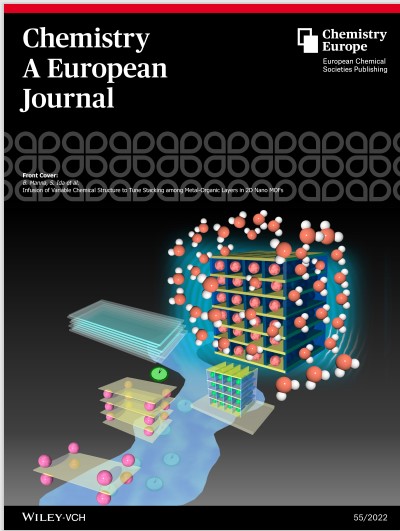 Chemistry
A European
Journal
Chemistry
Europe
European Chemical
Societies Publishing
Front Cover:
B. Manna, S. Ida et al.
Infusion of Variable Chemical Structure to Tune Stacking among Metal-Organic Layers in 2D Nano MOFs
WILEY-VCH
55/2022